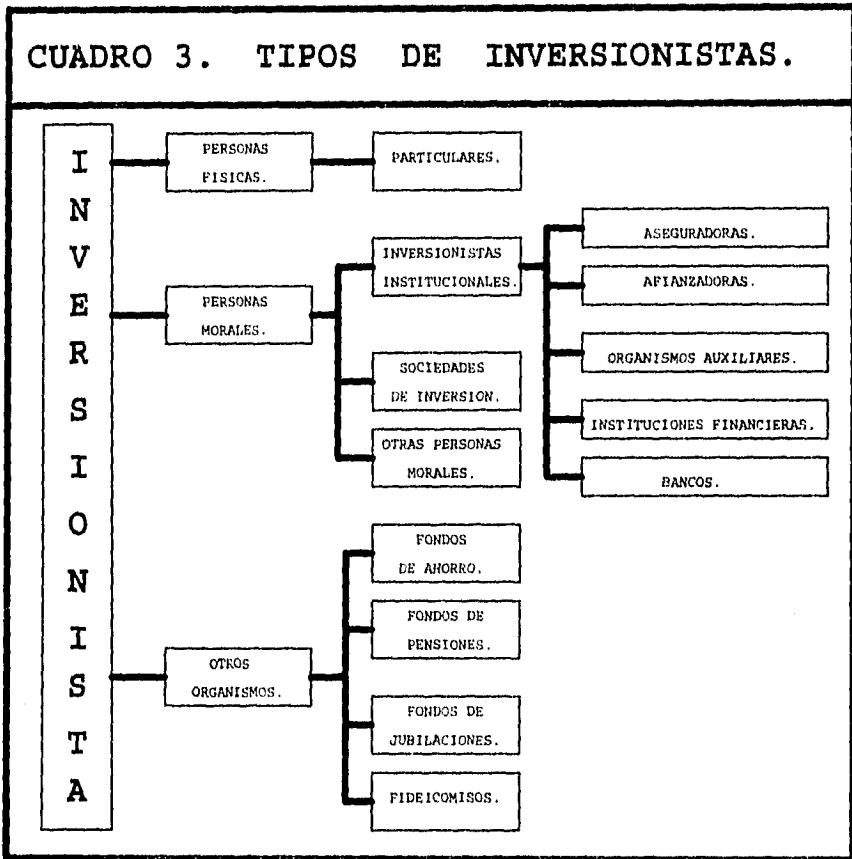 CUADRO 3. TIPOS DE INVERSIONISTAS.
INVERSIONISTA
PERSONAS
FISICAS.
PARTICULARES.
PERSONAS
MORALES.
INVERSIONISTAS
INSTITUCIONALES.
ASEGURADORAS.
AFIANZADORAS.
ORGANISMOS AUXILIARES.
INSTITUCIONES FINANCIERAS.
BANCOS.
SOCIEDADES
DE INVERSION.
OTRAS PERSONAS
MORALES.
OTROS
ORGANISMOS.
FONDOS
DE AHORRO.
FONDOS DE
PENSIONES.
FONDOS DE
JUBILACIONES.
FIDEICOMISOS.